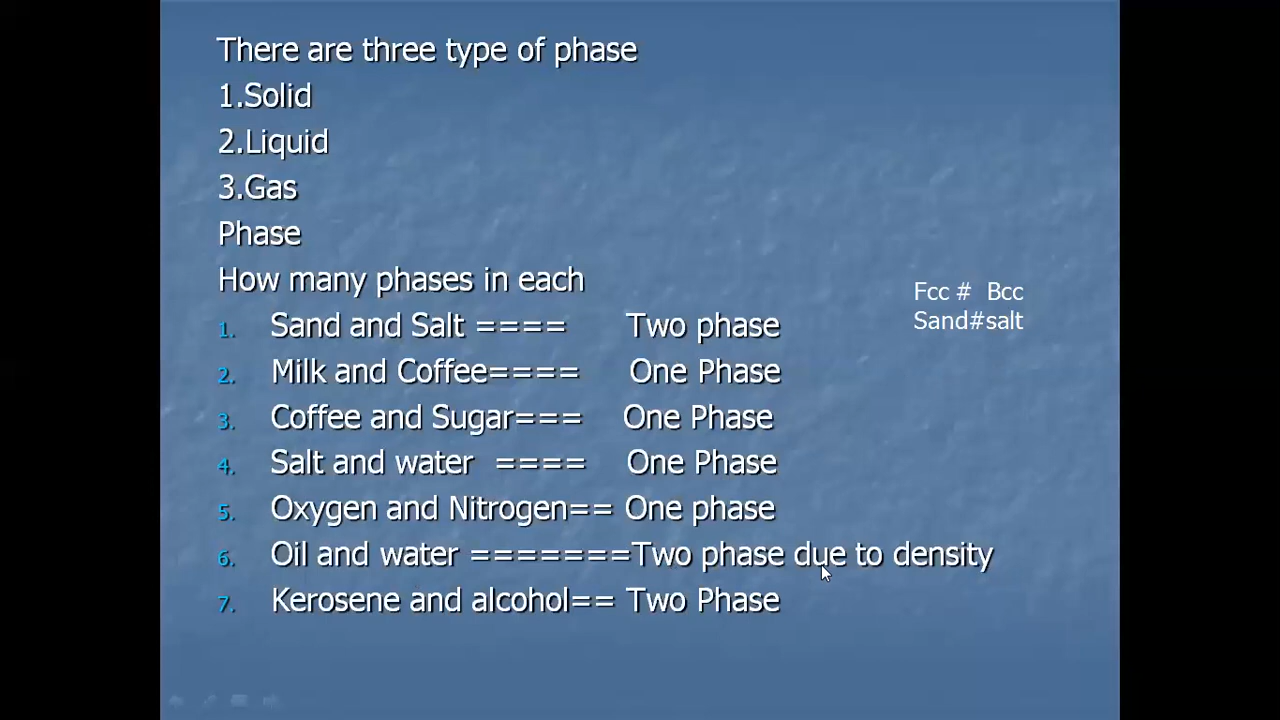 There are three type of phase
1.Solid
2.Liquid
3.Gas
Phase
How many phases in each
1. Sand and Salt ==== Two phase
2. Milk and Coffee==== One Phase
3. Coffee and Sugar=== One Phase
4. Salt and water ==== One Phase
5. Oxygen and Nitrogen== One phase
6. Oil and water =======Two phase due to density
7. Kerosene and alcohol== Two Phase
Fcc # Bcc
Sand#salt